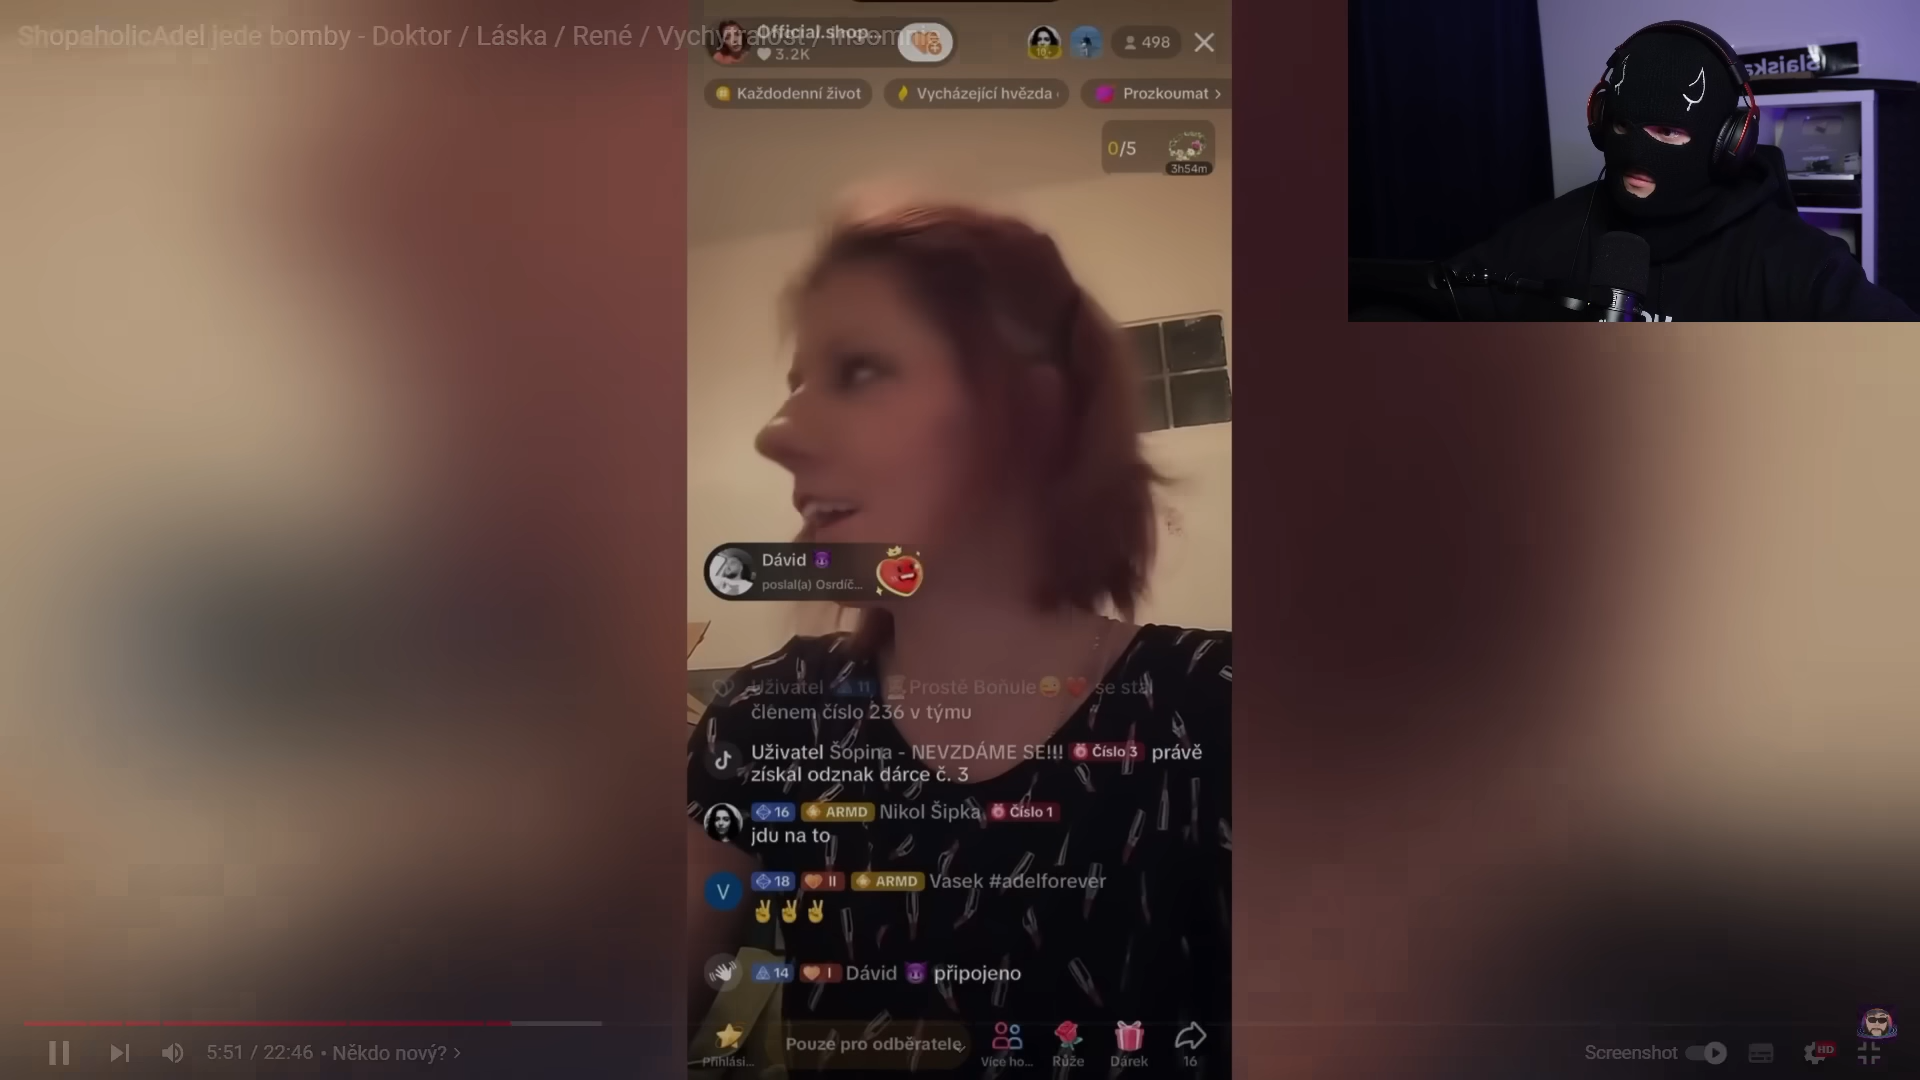 ShopaholicAdel jede bomby - Doktor / Láska / René / Vychytralost / Insomnie
Official.shop...
3.2K
498
Každodenní život
Vycházející hvězda
Prozkoumat >
0/5
3h54m
Dávid
poslal(a) Osrdíč...
Uživatel 11 Prostě Boňule se stal
členem číslo 236 v týmu
Uživatel Šopina - NEVZDÁME SE!!! Číslo 3 právě
získal odznak dárce č. 3
16 ARMD Nikol Šipka Číslo 1
jdu na to
V
18 II ARMD Vasek #adelforever
14 I Dávid připojeno
Přihlási...
Pouze pro odběratele
Více ho...
Růže
Dárek
16
5:51 / 22:46 • Někdo nový? >
Screenshot
HD